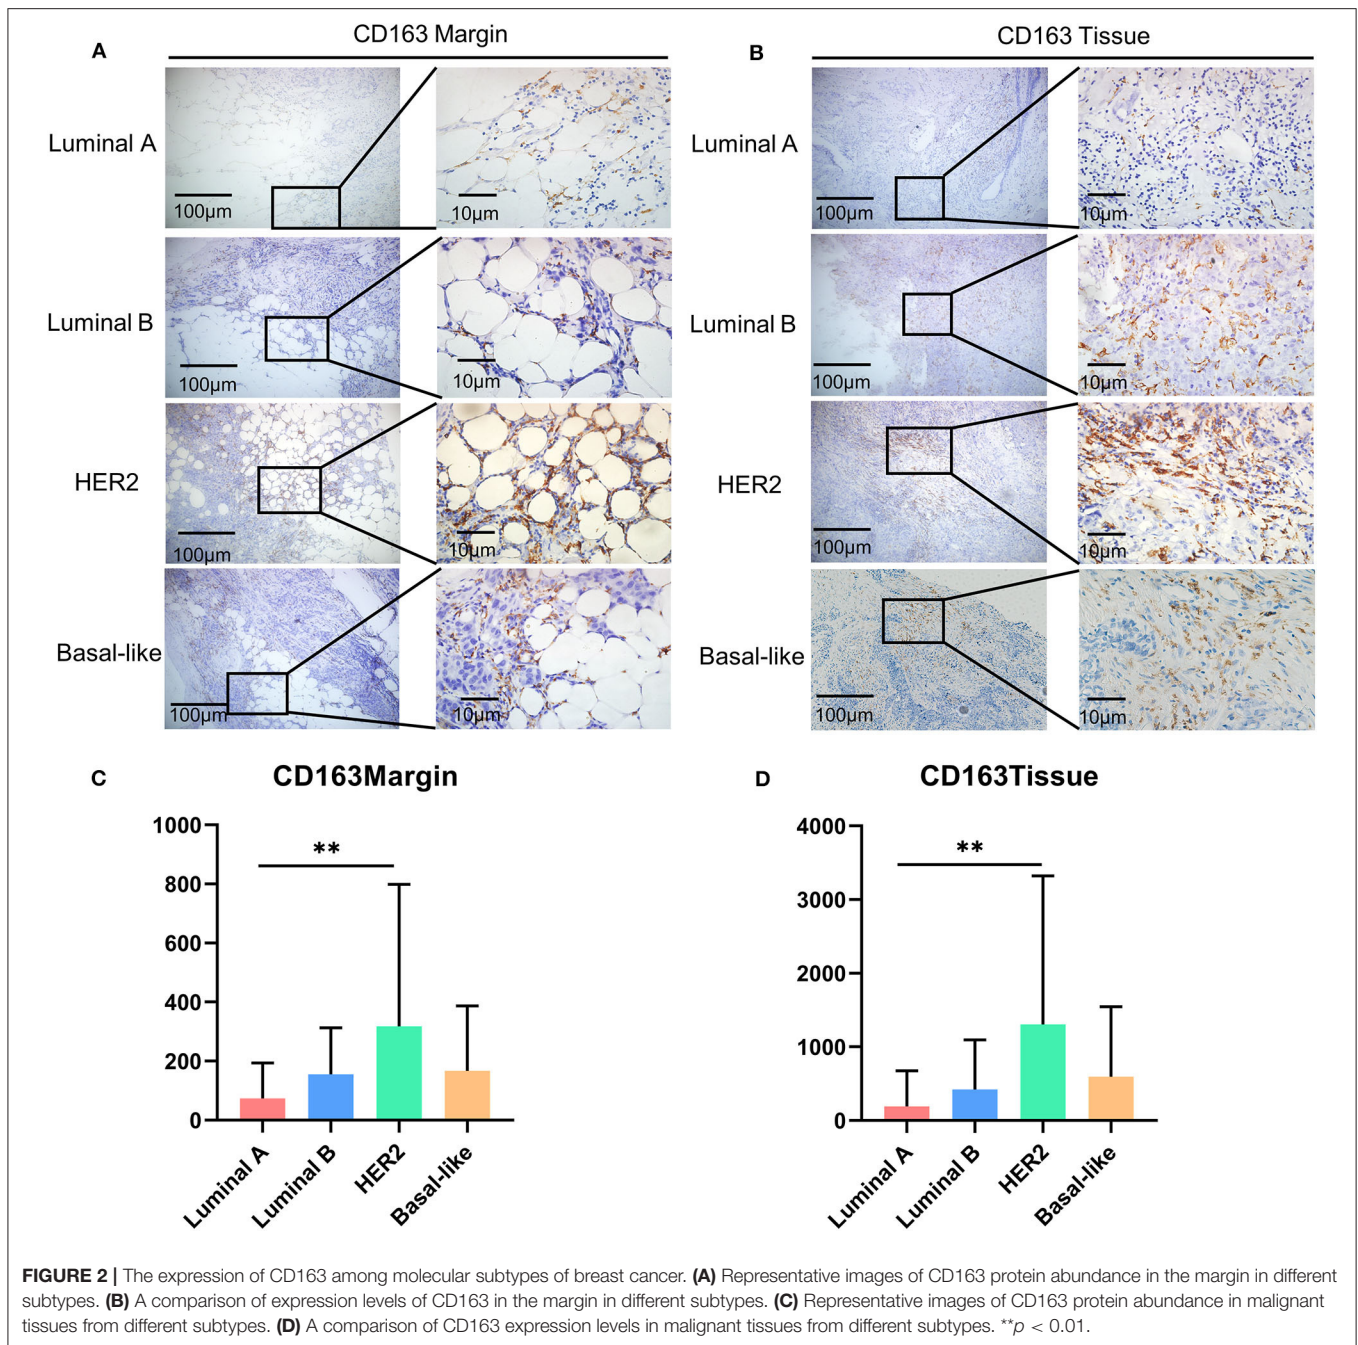 A
CD163 Margin
Luminal A
100µm
10µm
Luminal B
100µm
10µm
HER2
100µm
10µm
Basal-like
100µm
10µm
B
CD163 Tissue
Luminal A
100µm
10µm
Luminal B
100µm
10µm
HER2
100µm
10µm
Basal-like
100µm
10µm
C
CD163Margin
1000
800
600
400
200
0
**
Luminal A
Luminal B
HER2
Basal-like
D
CD163Tissue
4000
3000
2000
1000
0
**
Luminal A
Luminal B
HER2
Basal-like
FIGURE 2 | The expression of CD163 among molecular subtypes of breast cancer. (A) Representative images of CD163 protein abundance in the margin in different
subtypes. (B) A comparison of expression levels of CD163 in the margin in different subtypes. (C) Representative images of CD163 protein abundance in malignant
tissues from different subtypes. (D) A comparison of CD163 expression levels in malignant tissues from different subtypes. **p < 0.01.